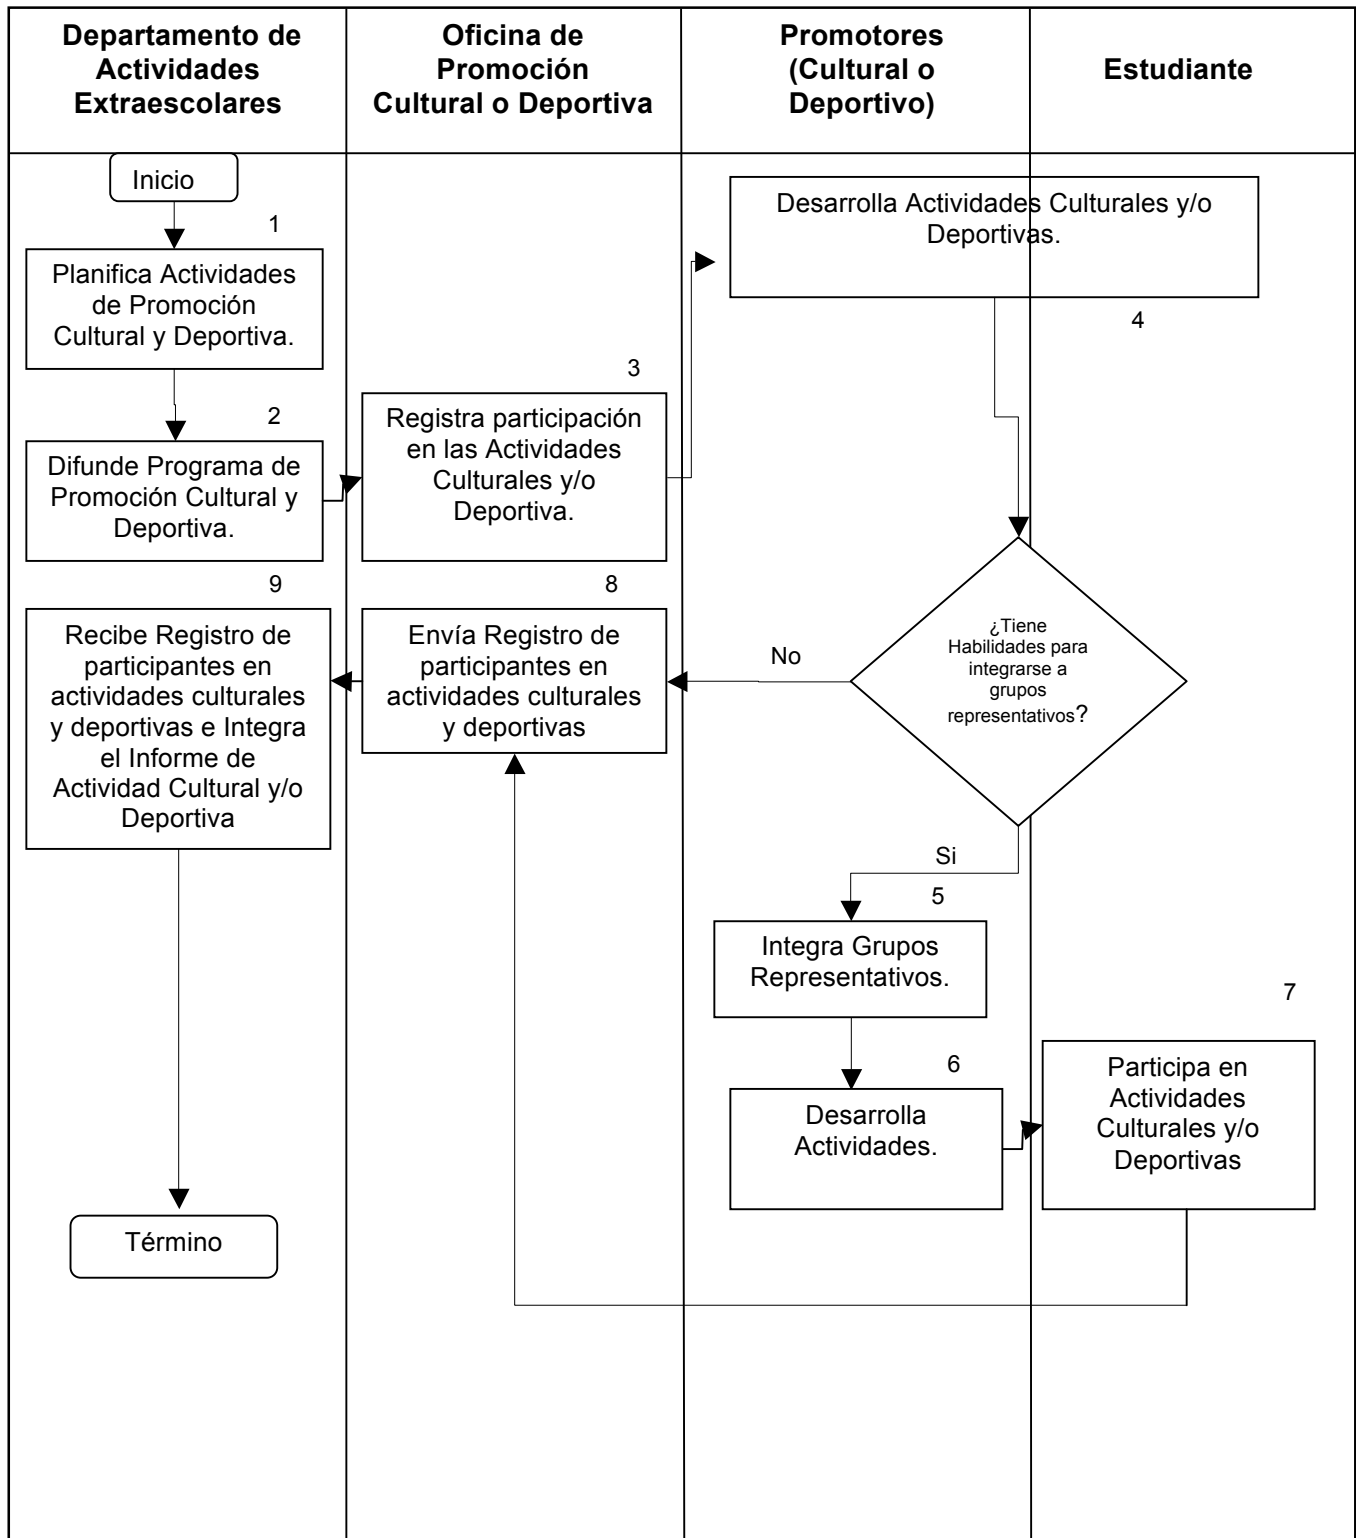 Departamento de
Actividades
Extraescolares
Oficina de
Promoción
Cultural o Deportiva
Promotores
(Cultural o
Deportivo)
Estudiante
Inicio
1
Planifica Actividades
de Promoción
Cultural y Deportiva.
2
Difunde Programa de
Promoción Cultural y
Deportiva.
3
Registra participación
en las Actividades
Culturales y/o
Deportiva.
Desarrolla Actividades Culturales y/o
Deportivas.
4
¿Tiene
Habilidades para
integrarse a
grupos
representativos?
No
Si
5
Integra Grupos
Representativos.
6
Desarrolla
Actividades.
7
Participa en
Actividades
Culturales y/o
Deportivas
8
Envía Registro de
participantes en
actividades culturales
y deportivas
9
Recibe Registro de
participantes en
actividades culturales
y deportivas e Integra
el Informe de
Actividad Cultural y/o
Deportiva
Término